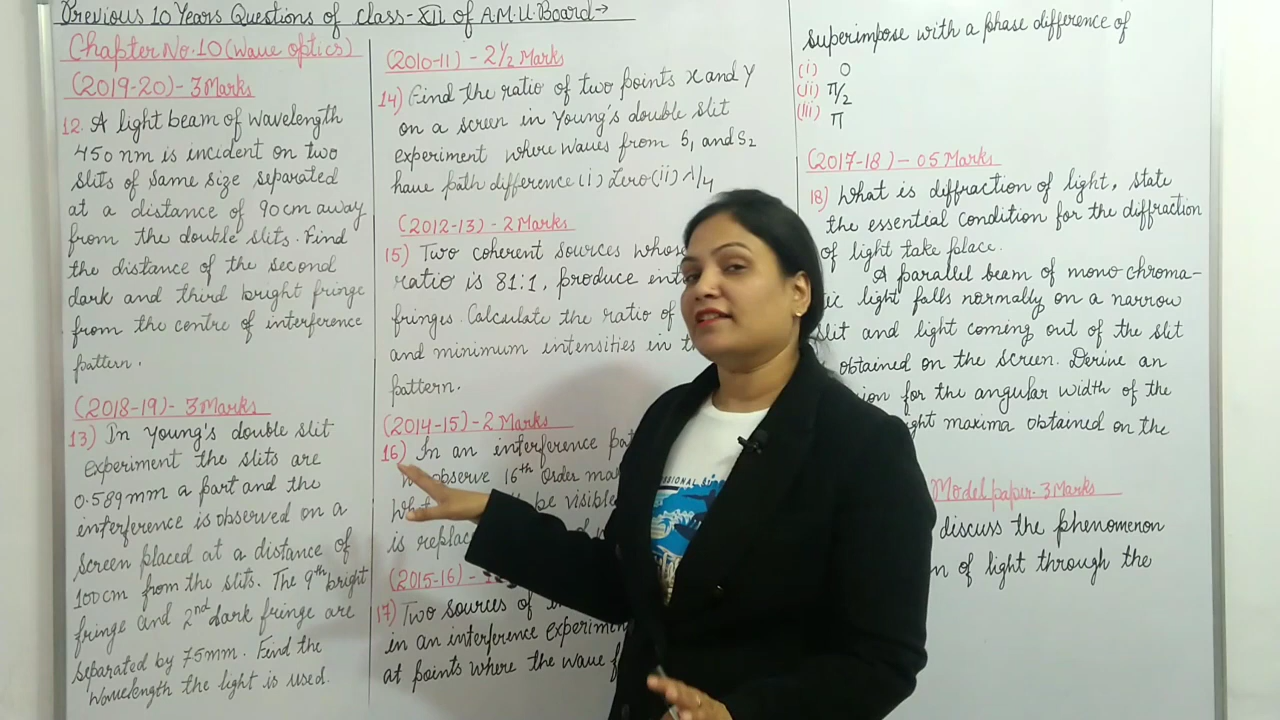 Previous 10 Years Questions of class-XII of A.M.U. Board→
Chapter No.10 (Wave optics)
(2019-20) - 3 Marks
12. A light beam of wavelength
450 nm is incident on two
slits of same size separated
at a distance of 90 cm away
from the double slits. Find
the distance of the second
dark and third bright fringe
from the centre of interference
pattern.
(2018-19) - 3 Marks
13) In Young's double slit
experiment the slits are
0.589mm a part and the
interference is observed on a
screen placed at a distance of
100 cm from the slits. The 9th bright
fringe and 2nd dark fringe are
separated by 75mm. Find the
wavelength the light is used.
(2010-11) - 2½ Marks
14) Find the ratio of two points X and Y
on a screen in Young's double slit
experiment where waves from S1 and S2
have path difference (i) Zero (ii) λ/4
(2012-13) - 2 Marks
15) Two coherent sources whose
ratio is 81:1, produce
fringes. Calculate the ratio of
and minimum intensities in
pattern.
(2014-15) - 2 Marks
16) In an interference
observe 16th order
be visible
is
(2015-16) -
17) Two sources of
in an interference
at points where the wave
superimpose with a phase difference of
(i) 0
(ii) π/2
(iii) π
(2017-18) - 05 Marks
18) What is diffraction of light, state
the essential condition for the diffraction
of light take place.
A parallel beam of mono chroma-
light falls normally on a narrow
slit and light coming out of the slit
obtained on the screen. Derive an
for the angular width of the
maxima obtained on the
Model paper. 3 Marks
discuss the phenomenon
of light through the
SIONAL